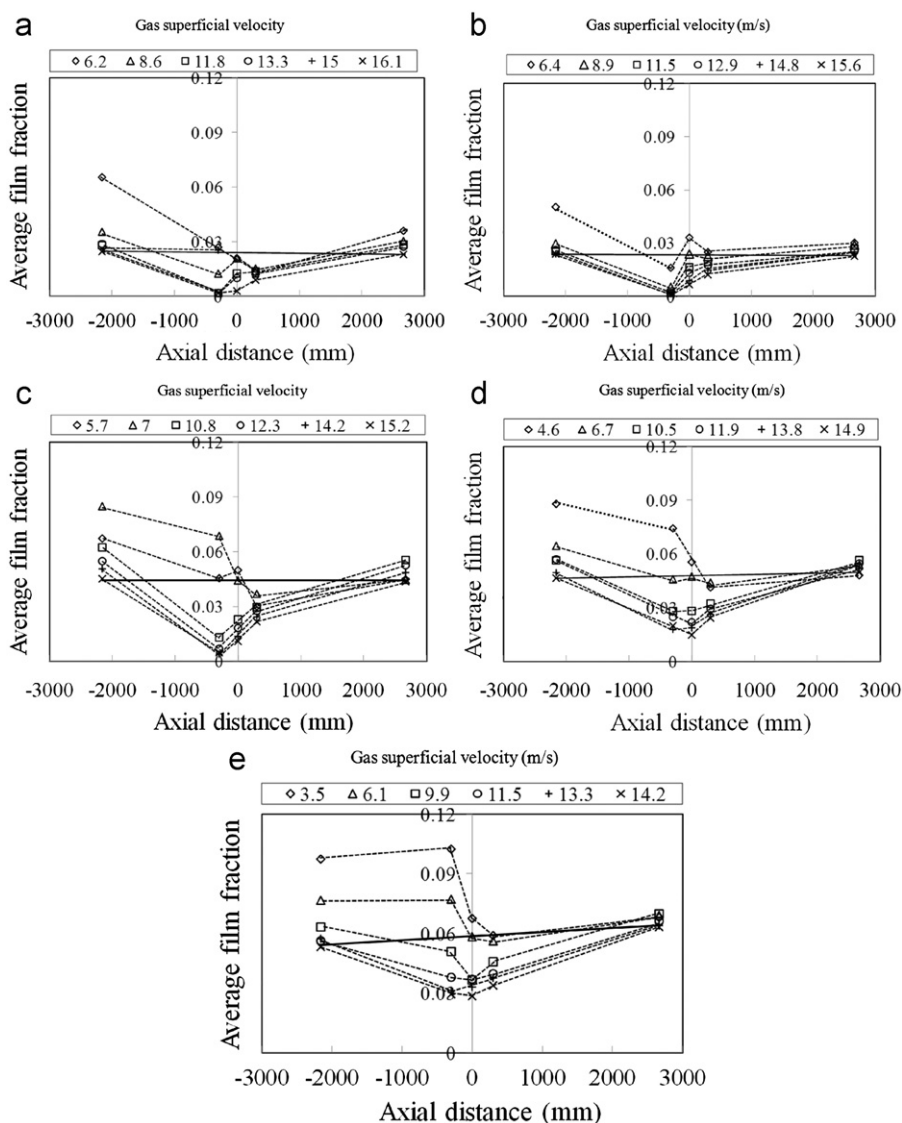 a
Gas superficial velocity
6.2 8.6 11.8 13.3 15 16.1
Average film fraction
0.12
0.09
0.06
0.03
-3000 -2000 -1000 0 1000 2000 3000
Axial distance (mm)
b
Gas superficial velocity (m/s)
6.4 8.9 11.5 12.9 14.8 15.6
Average film fraction
0.12
0.09
0.06
0.03
-3000 -2000 -1000 0 1000 2000 3000
Axial distance (mm)
c
Gas superficial velocity
5.7 7 10.8 12.3 14.2 15.2
Average film fraction
0.12
0.09
0.06
0.03
0
-3000 -2000 -1000 0 1000 2000 3000
Axial distance (mm)
d
Gas superficial velocity (m/s)
4.6 6.7 10.5 11.9 13.8 14.9
Average film fraction
0.12
0.09
0.06
0.03
0
-3000 -2000 -1000 0 1000 2000 3000
Axial distance (mm)
e
Gas superficial velocity (m/s)
3.5 6.1 9.9 11.5 13.3 14.2
Average film fraction
0.12
0.09
0.06
0.03
0
-3000 -2000 -1000 0 1000 2000 3000
Axial distance (mm)